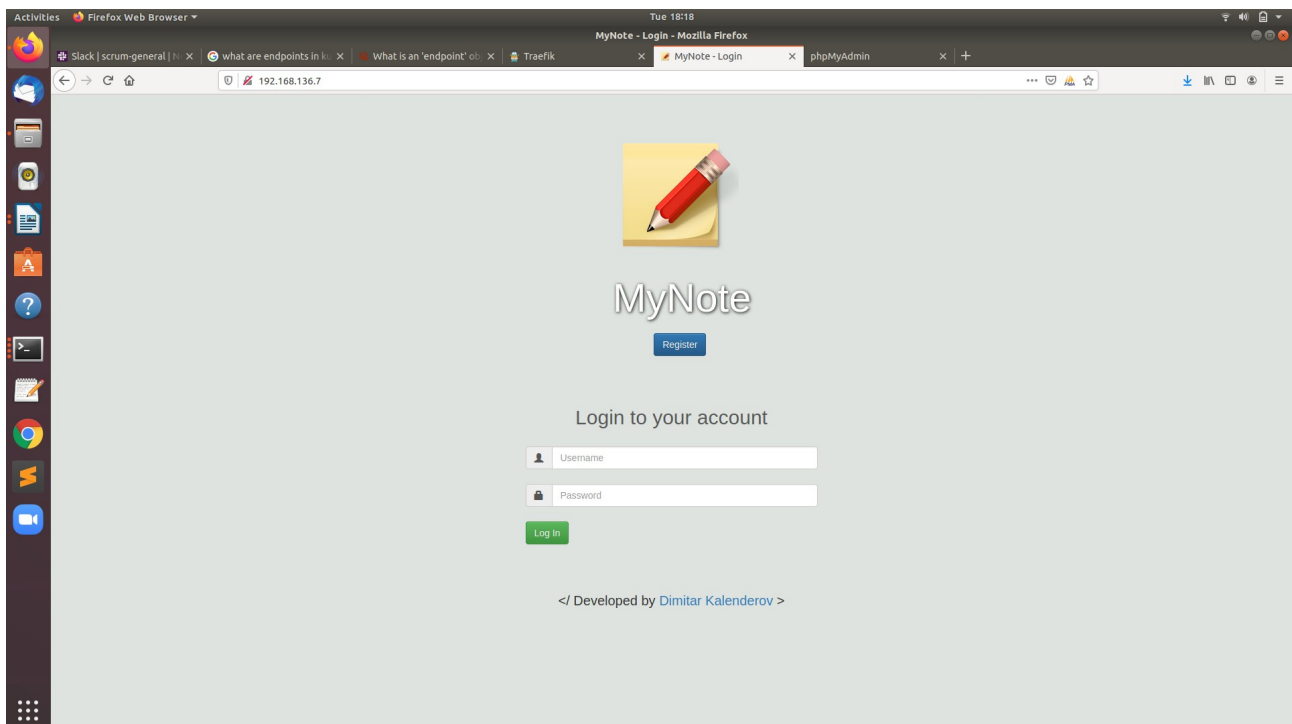 Activities Firefox Web Browser Tue 18:18
MyNote - Login - Mozilla Firefox
Slack | scrum-general | N what are endpoints in ku What is an 'endpoint' ob Traefik MyNote - Login phpMyAdmin
192.168.136.7
MyNote
Register
Login to your account
Username
Password
Log In
</ Developed by Dimitar Kalenderov >